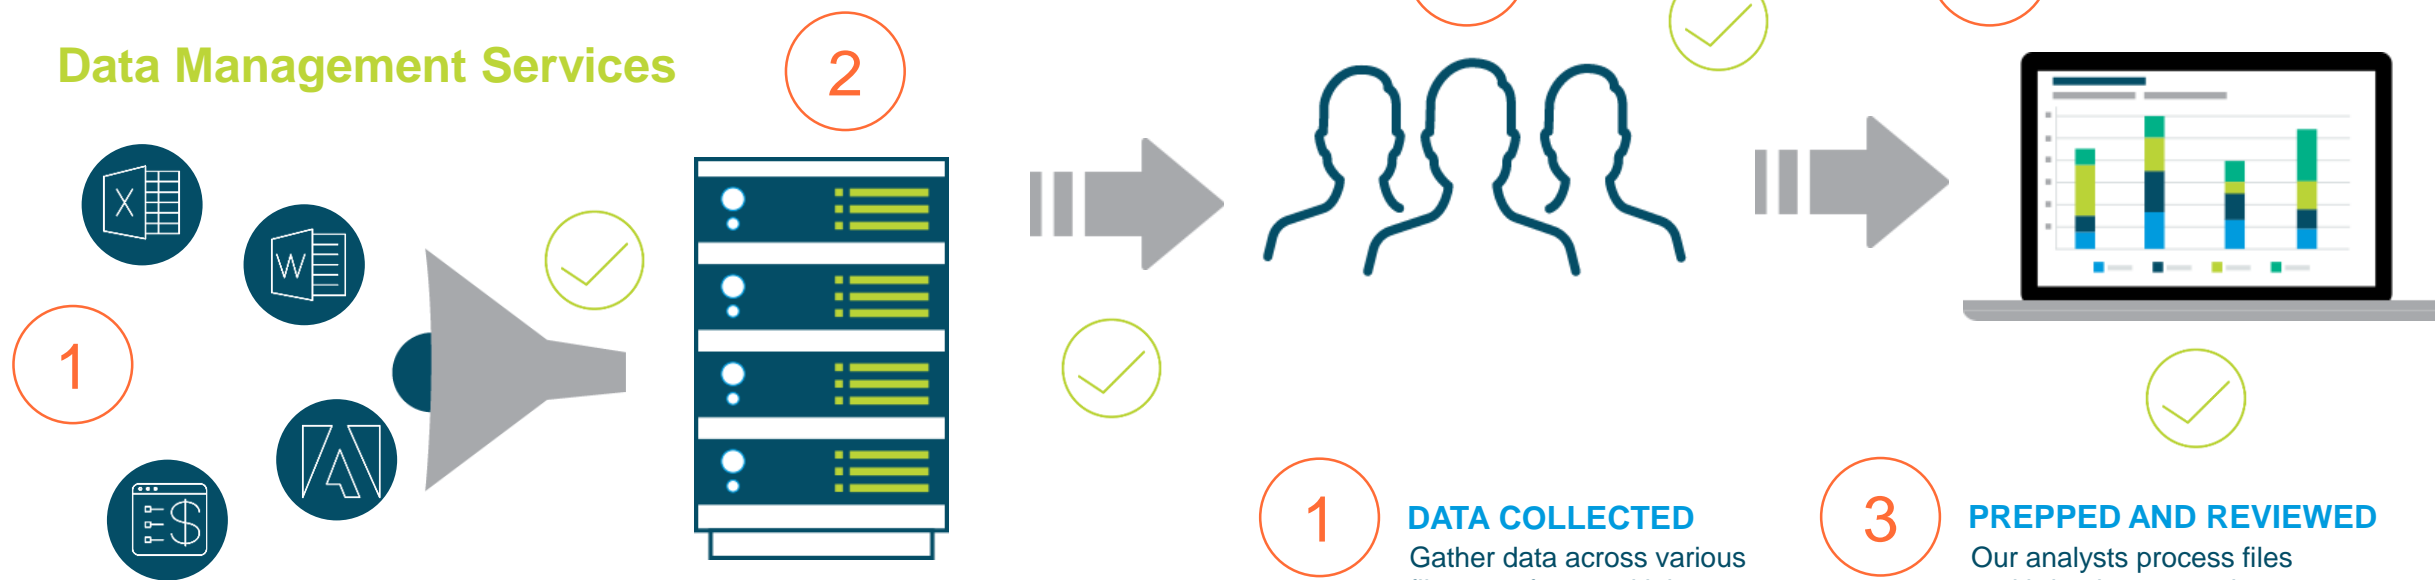 Data Management Services
2
X
W
1
$
1
DATA COLLECTED
Gather data across various
3
PREPPED AND REVIEWED
Our analysts process files